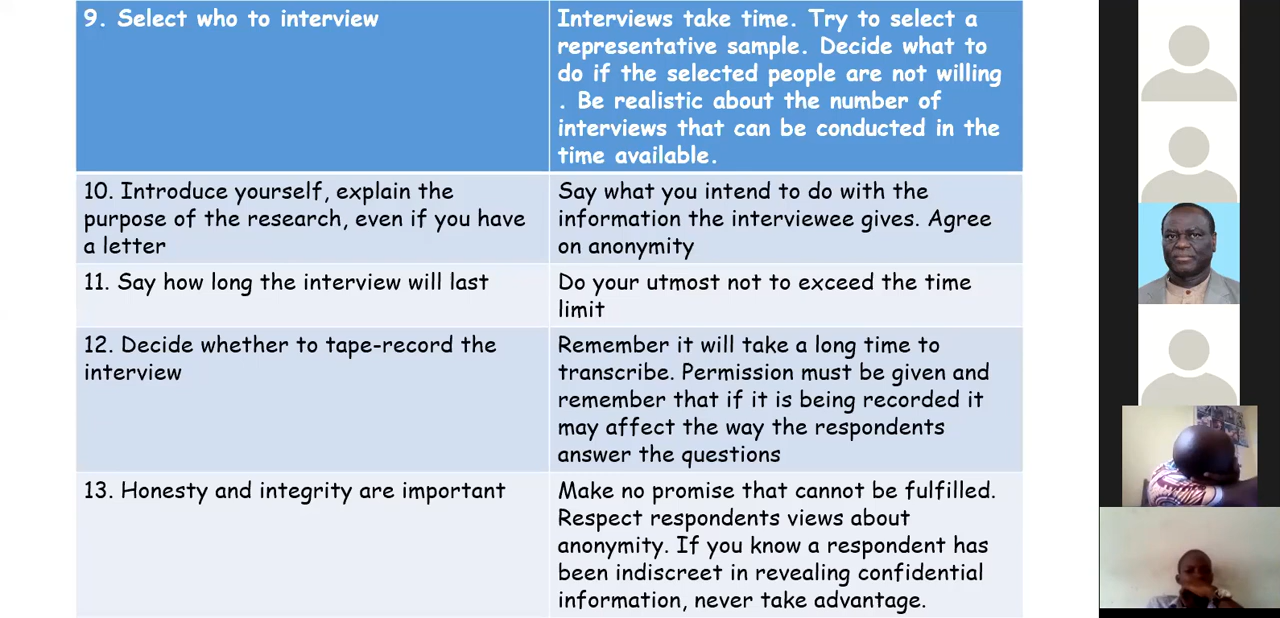 9. Select who to interview
Interviews take time. Try to select a
representative sample. Decide what to
do if the selected people are not willing
. Be realistic about the number of
interviews that can be conducted in the
time available.
10. Introduce yourself, explain the
purpose of the research, even if you have
a letter
Say what you intend to do with the
information the interviewee gives. Agree
on anonymity
11. Say how long the interview will last
Do your utmost not to exceed the time
limit
12. Decide whether to tape-record the
interview
Remember it will take a long time to
transcribe. Permission must be given and
remember that if it is being recorded it
may affect the way the respondents
answer the questions
13. Honesty and integrity are important
Make no promise that cannot be fulfilled.
Respect respondents views about
anonymity. If you know a respondent has
been indiscreet in revealing confidential
information, never take advantage.